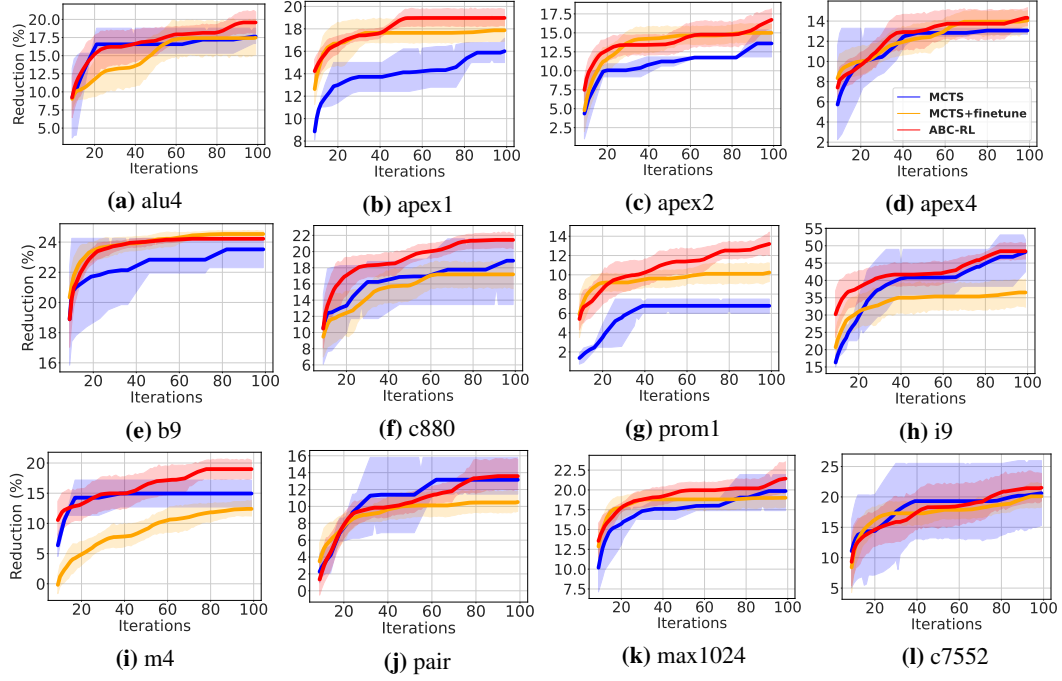 Reduction (%)
20.0
17.5
15.0
12.5
10.0
7.5
5.0
20 40 60 80 100
Iterations
(a) alu4
20
18
16
14
12
10
8
20 40 60 80 100
Iterations
(b) apex1
17.5
15.0
12.5
10.0
7.5
5.0
2.5
20 40 60 80 100
Iterations
(c) apex2
14
12
10
8
6
4
2
MCTS
MCTS+finetune
ABC-RL
20 40 60 80 100
Iterations
(d) apex4
Reduction (%)
24
22
20
18
16
20 40 60 80 100
Iterations
(e) b9
22
20
18
16
14
12
10
8
6
20 40 60 80 100
Iterations
(f) c880
14
12
10
8
6
4
2
20 40 60 80 100
Iterations
(g) prom1
55
50
45
40
35
30
25
20
15
20 40 60 80 100
Iterations
(h) i9
Reduction (%)
20
15
10
5
0
20 40 60 80 100
Iterations
(i) m4
16
14
12
10
8
6
4
2
0
20 40 60 80 100
Iterations
(j) pair
22.5
20.0
17.5
15.0
12.5
10.0
7.5
20 40 60 80 100
Iterations
(k) max1024
25
20
15
10
5
20 40 60 80 100
Iterations
(l) c7552